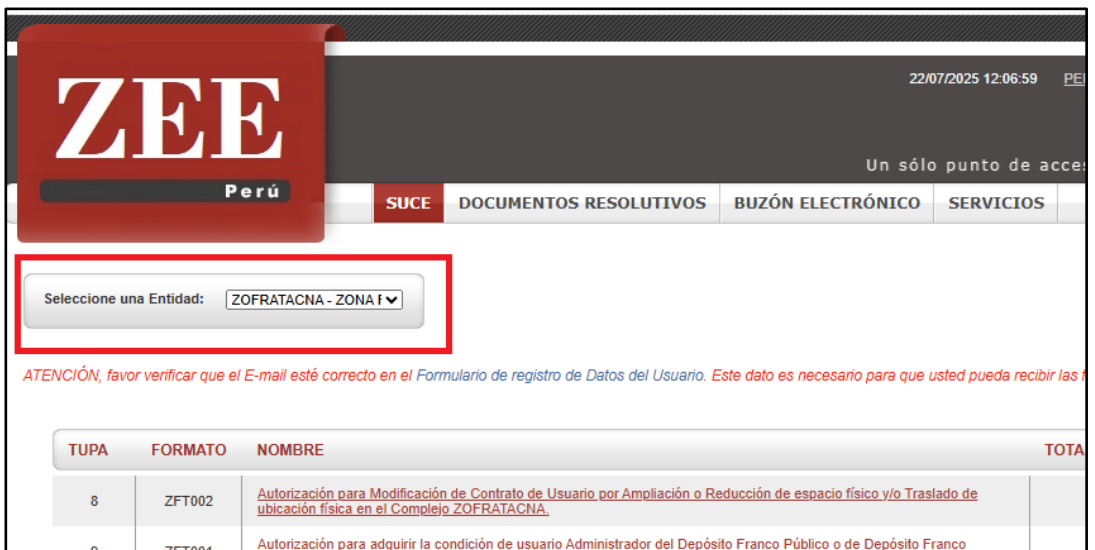 ZEE
Perú
22/07/2025 12:06:59
Un sólo punto de
SUCE DOCUMENTOS RESOLUTIVOS BUZÓN ELECTRÓNICO SERVICIOS
Seleccione una Entidad: ZOFRATACNA - ZONA
ATENCIÓN, favor verificar que el E-mail esté correcto en el Formulario de registro de Datos del Usuario. Este dato es necesario para que usted pueda recibir las
TUPA FORMATO NOMBRE
8 ZFT002 Autorización para Modificación de Contrato de Usuario por Ampliación o Reducción de espacio físico y/o Traslado de
ubicación física en el Complejo ZOFRATACNA.
Autorización para adquirir la condición de usuario Administrador del Depósito Franco Público o de Depósito Franco